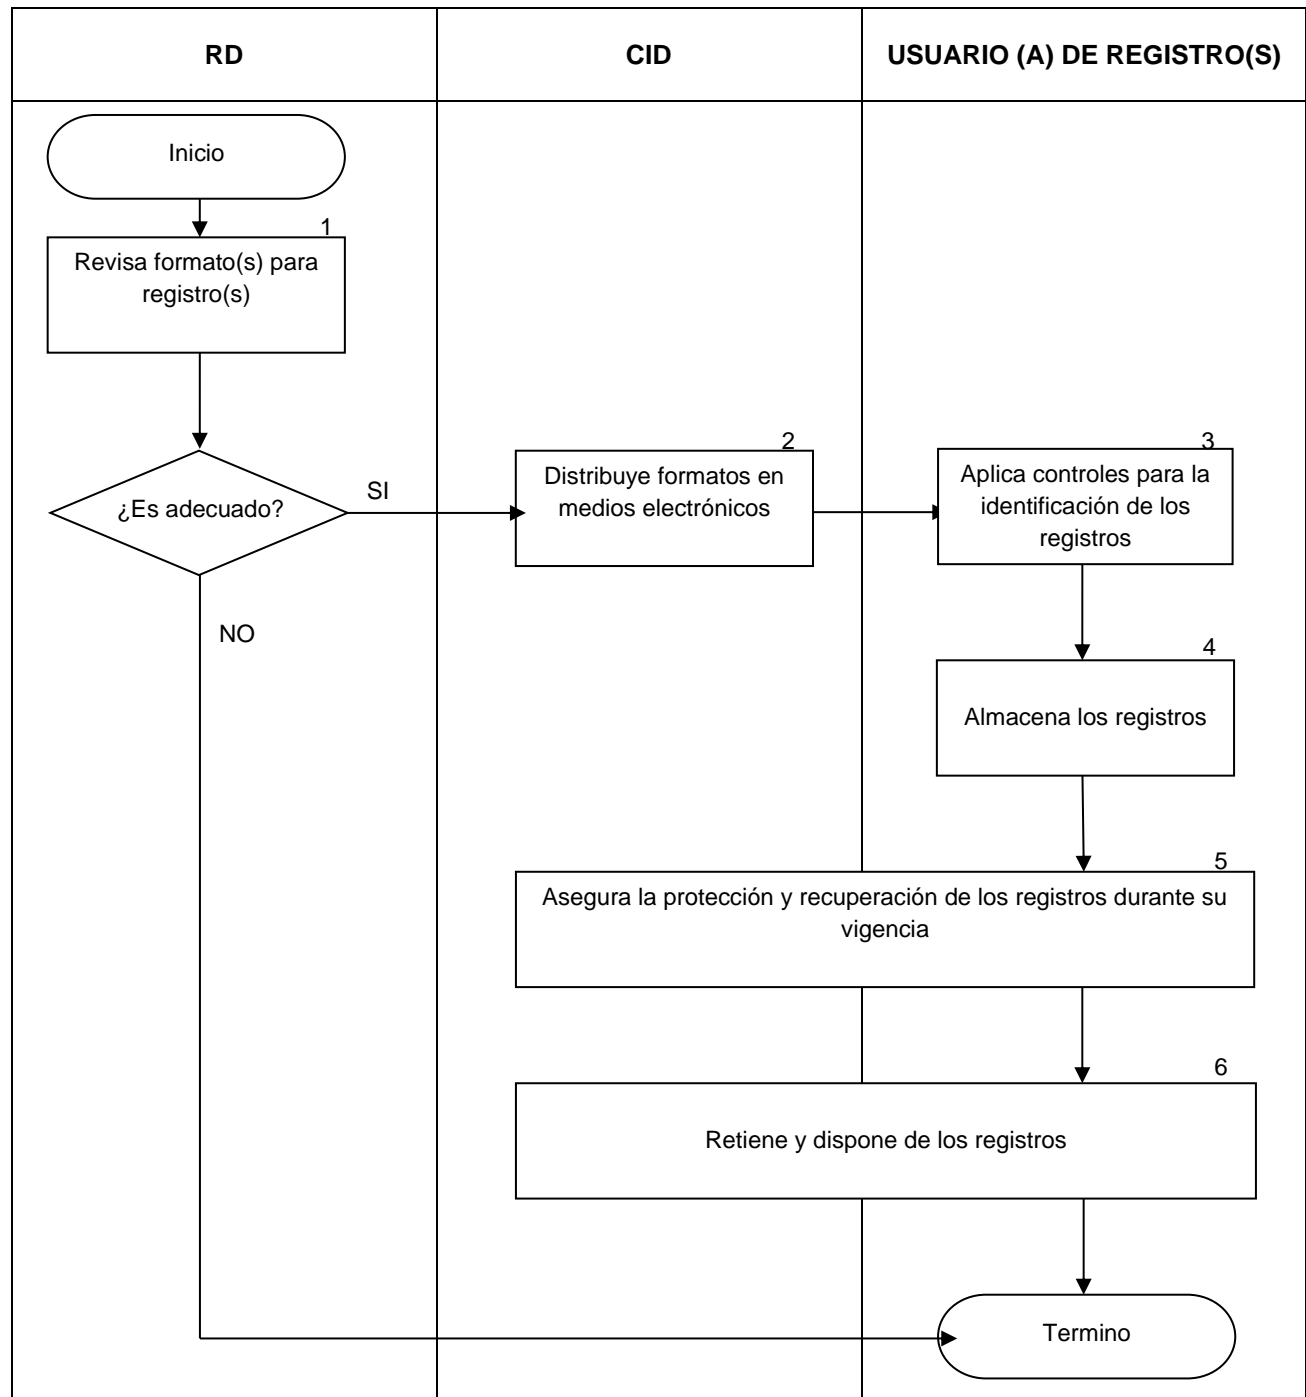 RD
CID
USUARIO (A) DE REGISTRO(S)
Inicio
1
Revisa formato(s) para
registro(s)
¿Es adecuado?
SI
NO
2
Distribuye formatos en
medios electrónicos
3
Aplica controles para la
identificación de los
registros
4
Almacena los registros
5
Asegura la protección y recuperación de los registros durante su
vigencia
6
Retiene y dispone de los registros
Termino